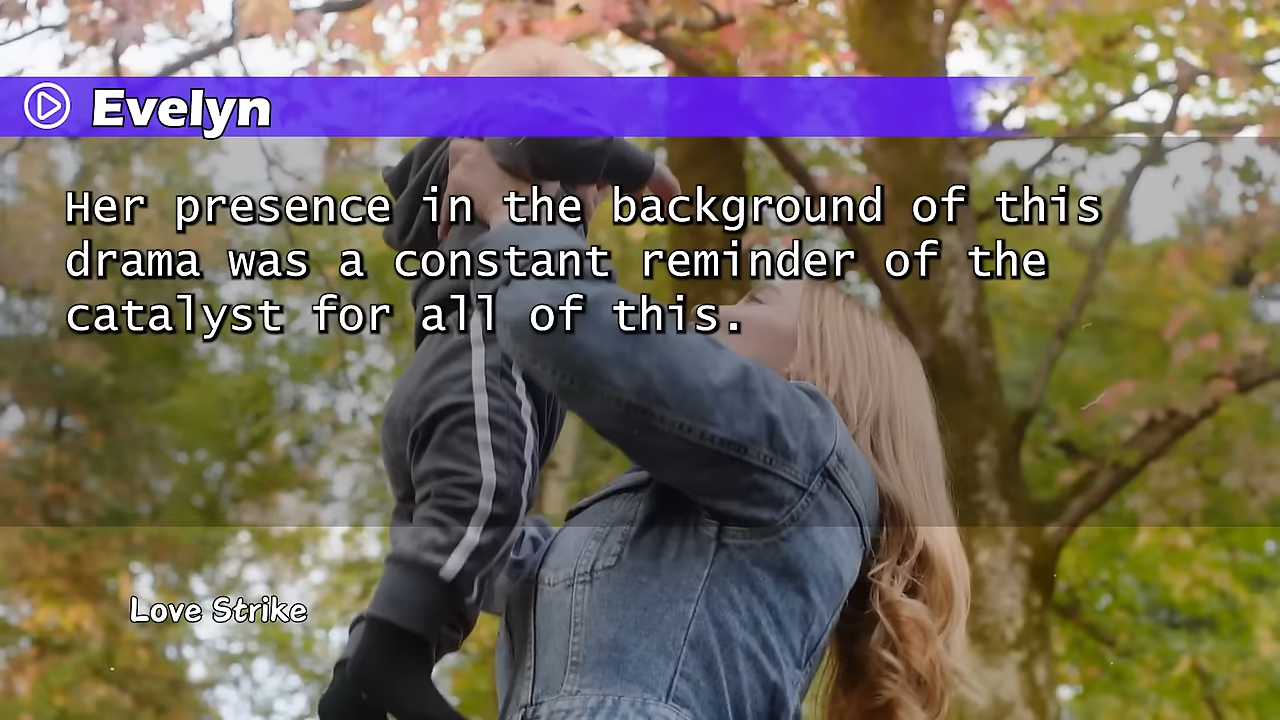 Evelyn
Her presence in the background of this
drama was a constant reminder of the
catalyst for all of this.
Love Strike